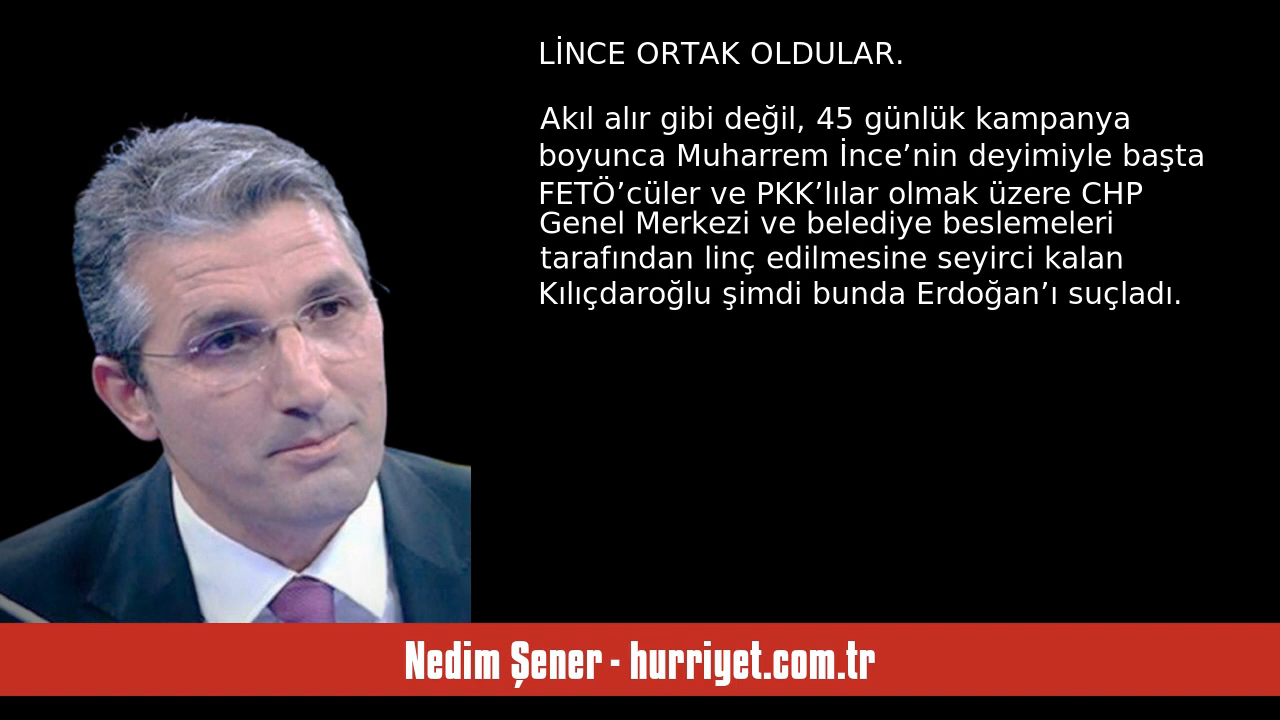 LİNCE ORTAK OLDULAR.
Akıl alır gibi değil, 45 günlük kampanya
boyunca Muharrem İnce’nin deyimiyle başta
FETÖ’cüler ve PKK’lılar olmak üzere CHP
Genel Merkezi ve belediye beslemeleri
tarafından linç edilmesine seyirci kalan
Kılıçdaroğlu şimdi bunda Erdoğan’ı suçladı.
Nedim Şener - hurriyet.com.tr